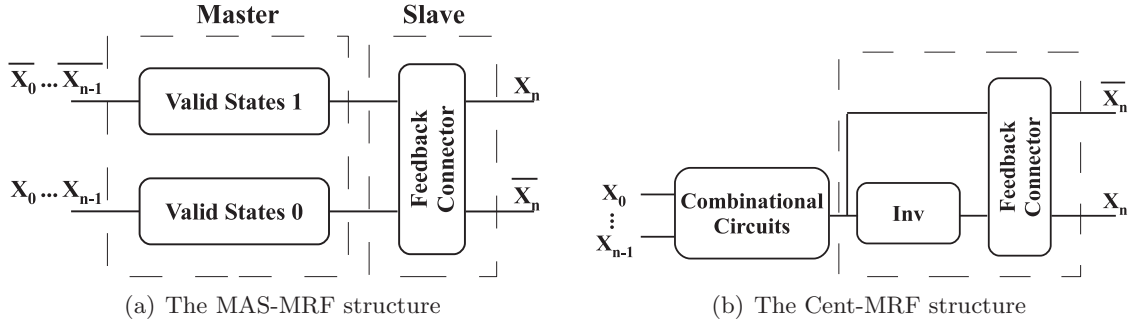 Master Slave
X̅₀ ... X̅ₙ₋₁
Valid States 1
Xₙ
Feedback
Connector
X₀ ... Xₙ₋₁
Valid States 0
X̅ₙ
(a) The MAS-MRF structure
X₀
...
Xₙ₋₁
Combinational
Circuits
Inv
Feedback
Connector
X̅ₙ
Xₙ
(b) The Cent-MRF structure